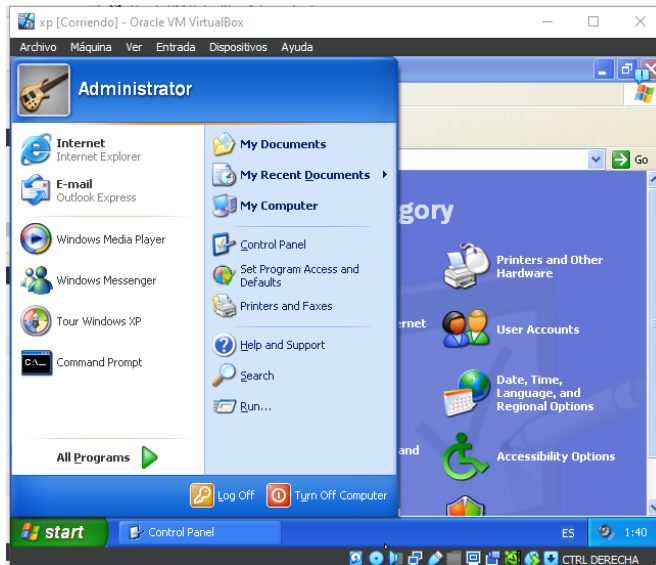 xp [Corriendo] - Oracle VM VirtualBox
Archivo Máquina Ver Entrada Dispositivos Ayuda
Administrator
Internet
Internet Explorer
E-mail
Outlook Express
Windows Media Player
Windows Messenger
Tour Windows XP
Command Prompt
All Programs
My Documents
My Recent Documents
My Computer
Control Panel
Set Program Access and
Defaults
Printers and Faxes
Help and Support
Search
Run...
Log Off
Turn Off Computer
Go
gory
Printers and Other
Hardware
ernet
User Accounts
Date, Time,
Language, and
Regional Options
and
Accessibility Options
start
Control Panel
ES
1:40
CTRL DERECHA